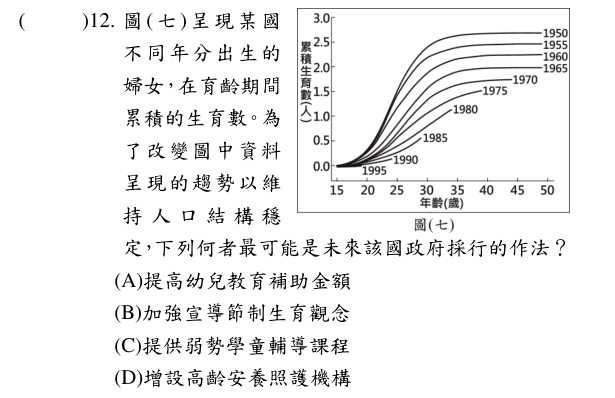 (　　)12. 圖(七)呈現某國
不同年分出生的
婦女，在育齡期間
累積的生育數。為
了改變圖中資料
呈現的趨勢以維
持人口結構穩
定，下列何者最可能是未來該國政府採行的作法？
(A)提高幼兒教育補助金額
(B)加強宣導節制生育觀念
(C)提供弱勢學童輔導課程
(D)增設高齡安養照護機構
累積生育數(人)
3.0
2.5
2.0
1.5
1.0
0.5
0.0
1950
1955
1960
1965
1970
1975
1980
1985
1990
1995
15 20 25 30 35 40 45 50
年齡(歲)
圖(七)